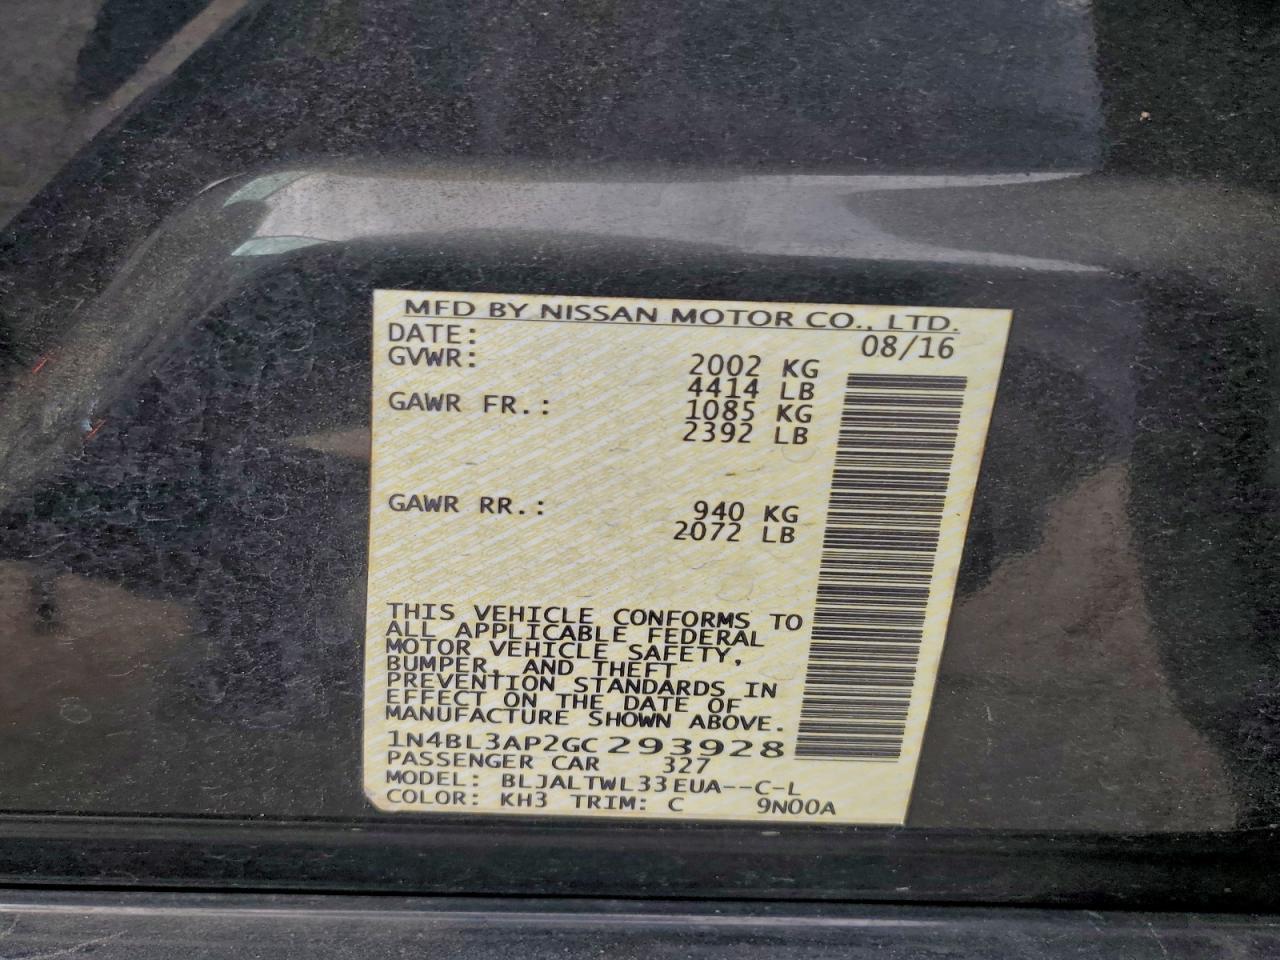 MFD BY NISSAN MOTOR CO., LTD.
DATE: 08/16
GVWR: 2002 KG
4414 LB
GAWR FR.: 1085 KG
2392 LB
GAWR RR.: 940 KG
2072 LB
THIS VEHICLE CONFORMS TO
ALL APPLICABLE FEDERAL
MOTOR VEHICLE SAFETY,
BUMPER, AND THEFT
PREVENTION STANDARDS IN
EFFECT ON THE DATE OF
MANUFACTURE SHOWN ABOVE.
1N4BL3AP2GC293928
PASSENGER CAR 327
MODEL: BLJALTWL33EUA--C-L
COLOR: KH3 TRIM: C 9N00A